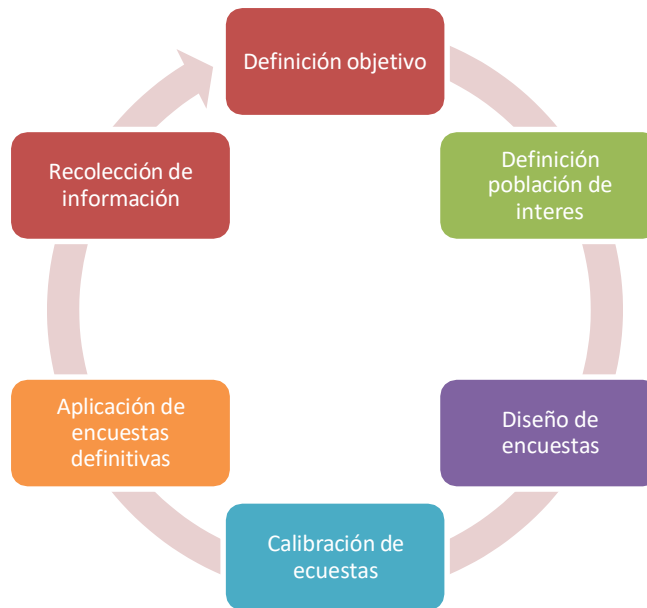 Definición objetivo
Definición
población de
interes
Diseño de
encuestas
Calibración de
ecuestas
Aplicación de
encuestas
definitivas
Recolección de
información